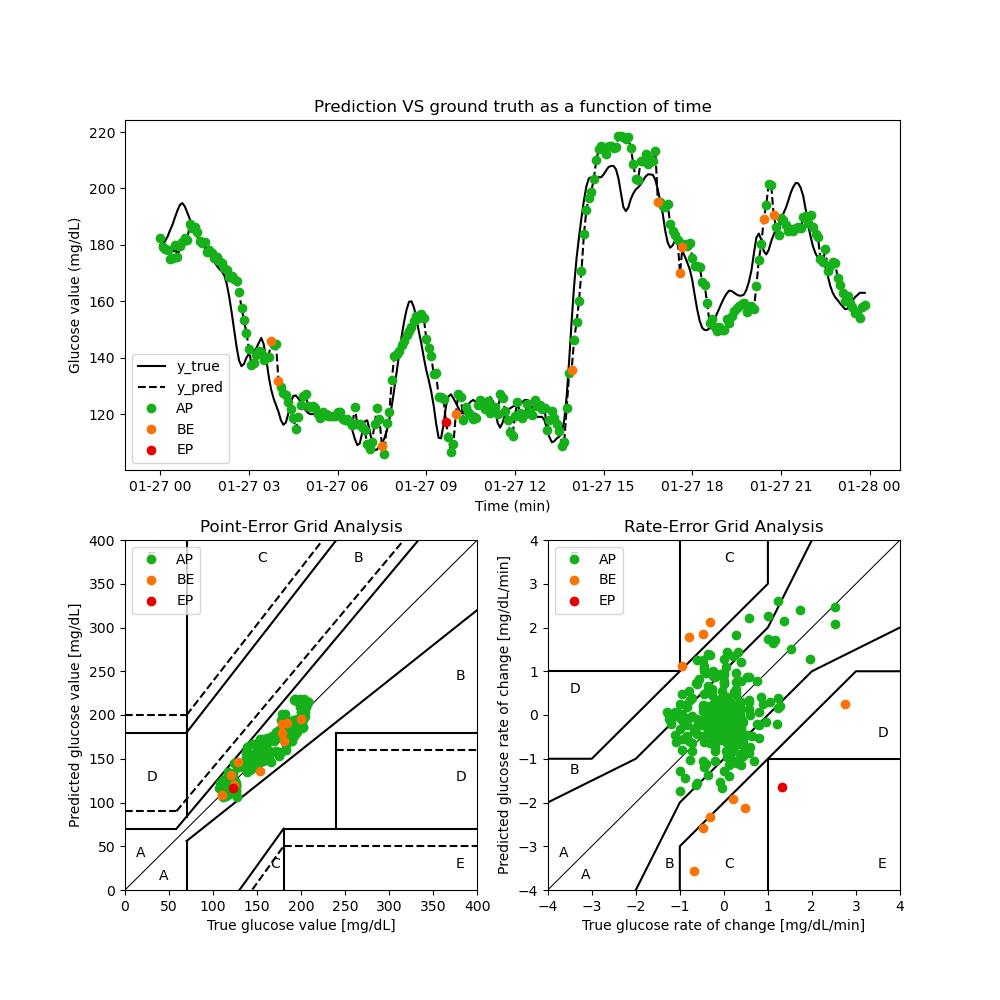 Prediction VS ground truth as a function of time
Glucose value (mg/dL)
220
200
180
160
140
120
y_true
y_pred
AP
BE
EP
01-27 00 01-27 03 01-27 06 01-27 09 01-27 12 01-27 15 01-27 18 01-27 21 01-28 00
Time (min)
Point-Error Grid Analysis
Predicted glucose value [mg/dL]
400
350
300
250
200
150
100
50
0
AP
BE
EP
C
B
B
D
D
A
A
C
E
0 50 100 150 200 250 300 350 400
True glucose value [mg/dL]
Rate-Error Grid Analysis
Predicted glucose rate of change [mg/dL/min]
4
3
2
1
0
−1
−2
−3
−4
AP
BE
EP
C
D
D
B
A
A
B
C
E
−4 −3 −2 −1 0 1 2 3 4
True glucose rate of change [mg/dL/min]